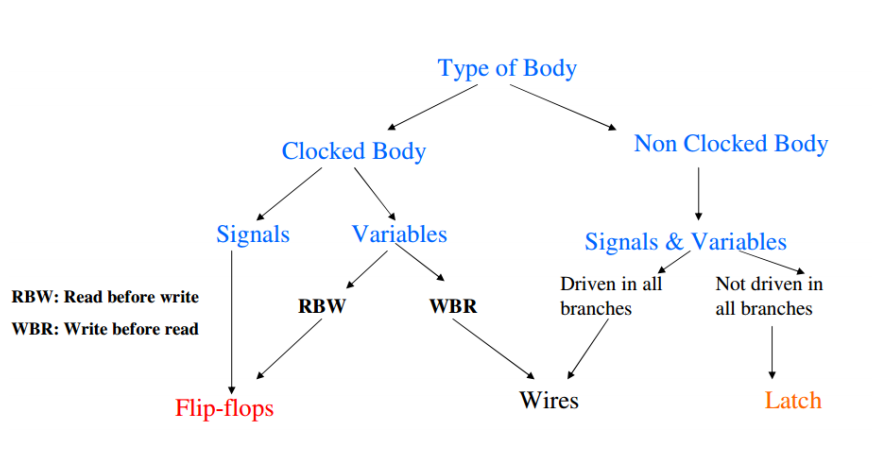 Type of Body
Clocked Body
Non Clocked Body
Signals
Variables
Signals & Variables
RBW: Read before write
WBR: Write before read
RBW
WBR
Driven in all
branches
Not driven in
all branches
Flip-flops
Wires
Latch